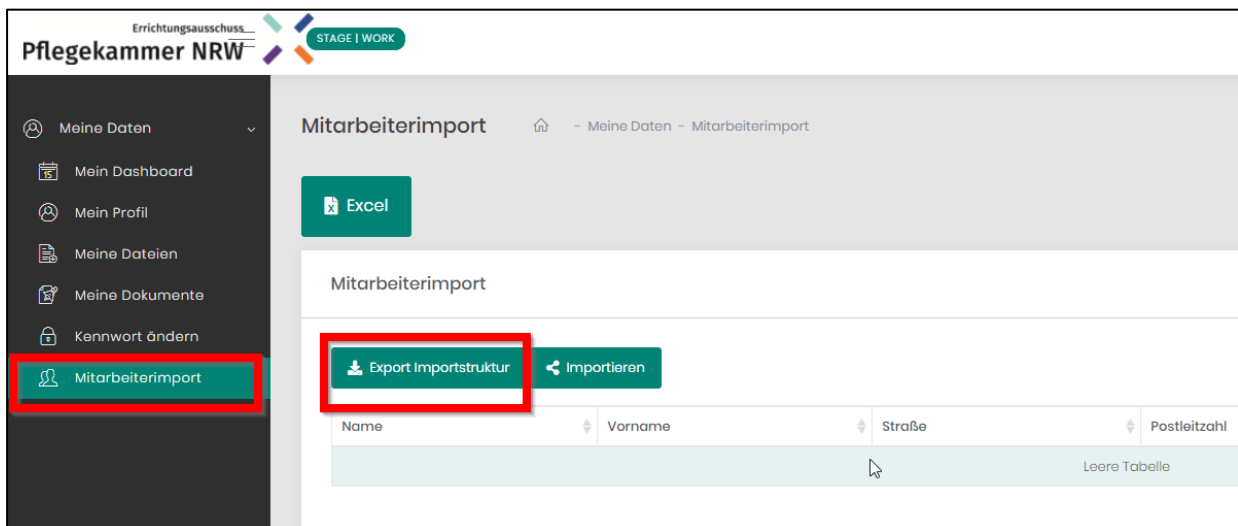 Errichtungsausschuss
Pflegekammer NRW
STAGE | WORK
Meine Daten
Mein Dashboard
Mein Profil
Meine Dateien
Meine Dokumente
Kennwort ändern
Mitarbeiterimport
Mitarbeiterimport - Meine Daten - Mitarbeiterimport
Excel
Mitarbeiterimport
Export Importstruktur Importieren
Name Vorname Straße Postleitzahl
Leere Tabelle